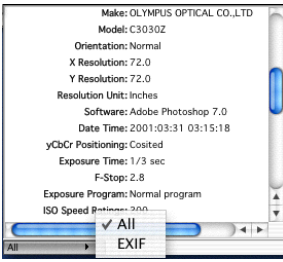 Make: OLYMPUS OPTICAL CO.,LTD
Model: C3030Z
Orientation: Normal
X Resolution: 72.0
Y Resolution: 72.0
Resolution Unit: Inches
Software: Adobe Photoshop 7.0
Date Time: 2001:03:31 03:15:18
yCbCr Positioning: Cosited
Exposure Time: 1/3 sec
F-Stop: 2.8
Exposure Program: Normal program
ISO Speed Ratings: 200
✓ All
All
EXIF